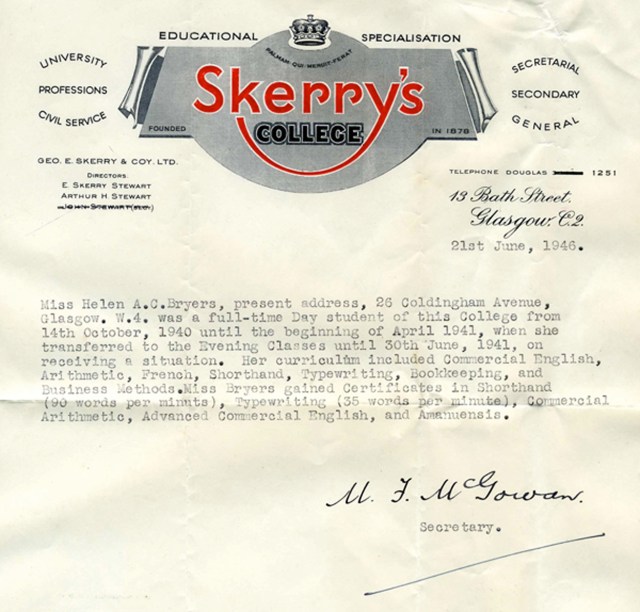 EDUCATIONAL SPECIALISATION
PALMAM·QUI·MERUIT·FERAT
UNIVERSITY
PROFESSIONS
CIVIL SERVICE
SECRETARIAL
SECONDARY
GENERAL
Skerry's
COLLEGE
FOUNDED IN 1878
GEO. E. SKERRY & COY. LTD.
DIRECTORS
E. SKERRY STEWART
ARTHUR H. STEWART
JOHN STEWART
TELEPHONE DOUGLAS 1251
13 Bath Street.
Glasgow. C.2.
21st June, 1946.
Miss Helen A.C.Bryers, present address, 26 Coldingham Avenue,
Glasgow. W.4. was a full-time Day student of this College from
14th October, 1940 until the beginning of April 1941, when she
transferred to the Evening Classes until 30th June, 1941, on
receiving a situation. Her curriculum included Commercial English,
Arithmetic, French, Shorthand, Typewriting, Bookkeeping, and
Business Methods.Miss Bryers gained Certificates in Shorthand
(90 words per minute), Typewriting (35 words per minute), Commercial
Arithmetic, Advanced Commercial English, and Amanuensis.
M. F. McGowan.
Secretary.